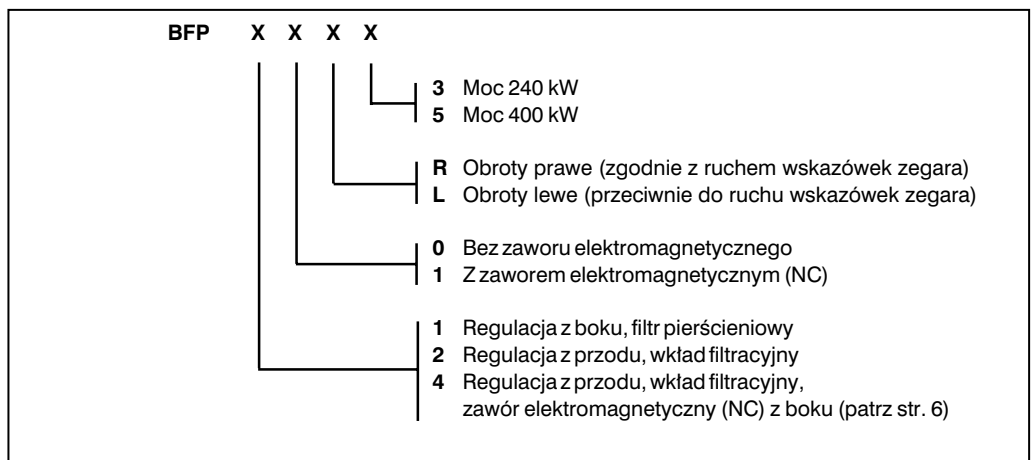 BFP X X X X
3 Moc 240 kW
5 Moc 400 kW
R Obroty prawe (zgodnie z ruchem wskazówek zegara)
L Obroty lewe (przeciwnie do ruchu wskazówek zegara)
0 Bez zaworu elektromagnetycznego
1 Z zaworem elektromagnetycznym (NC)
1 Regulacja z boku, filtr pierścieniowy
2 Regulacja z przodu, wkład filtracyjny
4 Regulacja z przodu, wkład filtracyjny,
zawór elektromagnetyczny (NC) z boku (patrz str. 6)